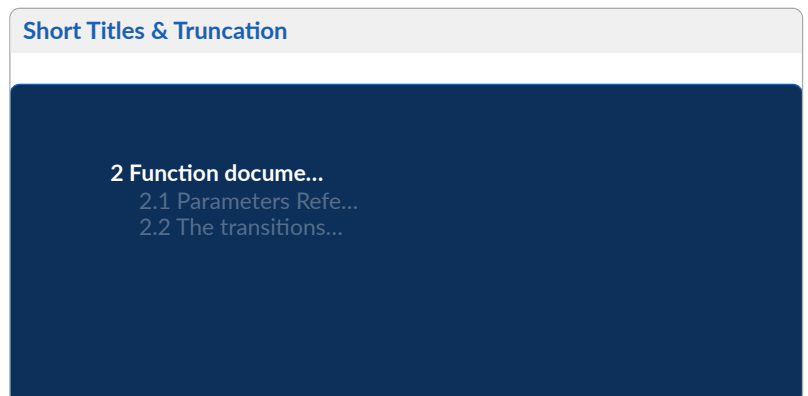 Short Titles & Truncation
2 Function docume...
2.1 Parameters Refe...
2.2 The transitions...